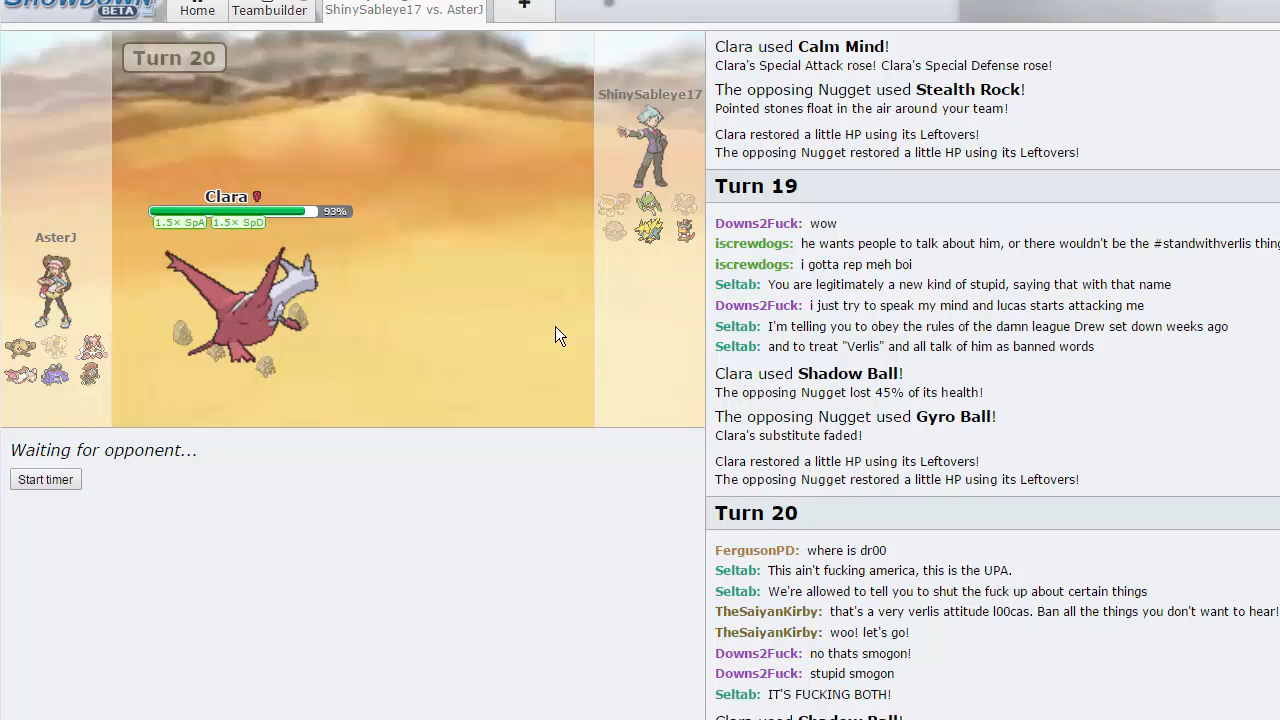 SHOWDOWN
BETA
Home
Teambuilder
ShinySableye17 vs. AsterJ
+
Turn 20
ShinySableye17
Clara
93%
1.5× SpA 1.5× SpD
AsterJ
Waiting for opponent...
Start timer
Clara used Calm Mind!
Clara's Special Attack rose! Clara's Special Defense rose!
The opposing Nugget used Stealth Rock!
Pointed stones float in the air around your team!
Clara restored a little HP using its Leftovers!
The opposing Nugget restored a little HP using its Leftovers!
Turn 19
Downs2Fuck: wow
iscrewdogs: he wants people to talk about him, or there wouldn't be the #standwithverlis thing
iscrewdogs: i gotta rep meh boi
Seltab: You are legitimately a new kind of stupid, saying that with that name
Downs2Fuck: i just try to speak my mind and lucas starts attacking me
Seltab: I'm telling you to obey the rules of the damn league Drew set down weeks ago
Seltab: and to treat "Verlis" and all talk of him as banned words
Clara used Shadow Ball!
The opposing Nugget lost 45% of its health!
The opposing Nugget used Gyro Ball!
Clara's substitute faded!
Clara restored a little HP using its Leftovers!
The opposing Nugget restored a little HP using its Leftovers!
Turn 20
FergusonPD: where is dr00
Seltab: This ain't fucking america, this is the UPA.
Seltab: We're allowed to tell you to shut the fuck up about certain things
TheSaiyanKirby: that's a very verlis attitude l00cas. Ban all the things you don't want to hear!
TheSaiyanKirby: woo! let's go!
Downs2Fuck: no thats smogon!
Downs2Fuck: stupid smogon
Seltab: IT'S FUCKING BOTH!
Clara used Shadow Ball!